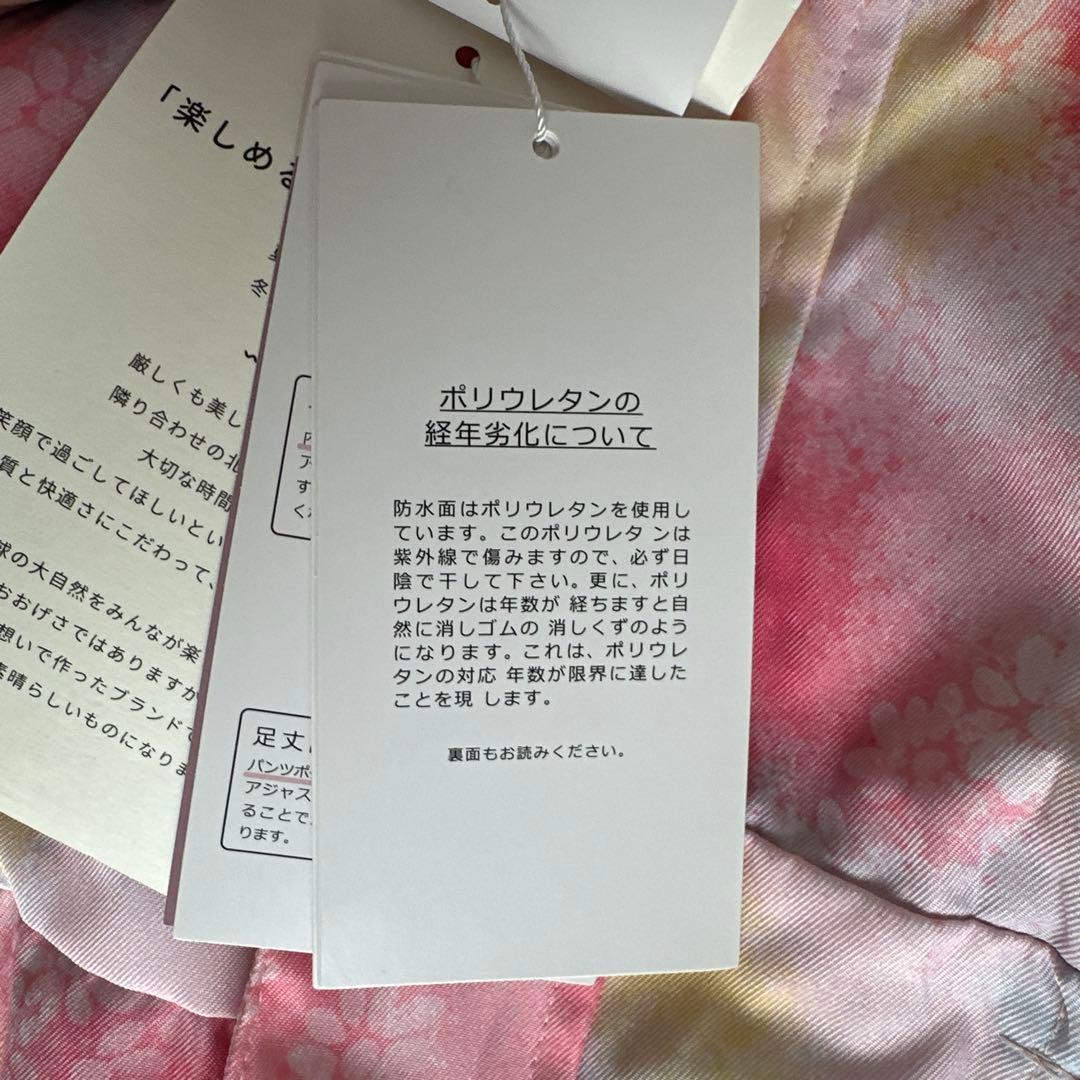 「楽しめる
冬
厳しくも美し
隣り合わせの北
大切な時間
笑顔で過ごしてほしいとい
質と快適さにこだわって、
球の大自然をみんなが楽
おおげさではありますが
想いで作ったブランドで
素晴らしいものになりま
す
く
足丈
パンツポ
アジャス
ることで
ります。
ポリウレタンの
経年劣化について
防水面はポリウレタンを使用し
ています。このポリウレタ ンは
紫外線で傷みますので、必ず日
陰で干して下さい。更に、ポリ
ウレタンは年数が 経ちますと自
然に消しゴムの 消しくずのよう
になります。これは、ポリウレ
タンの対応 年数が限界に達した
ことを現 します。
裏面もお読みください。